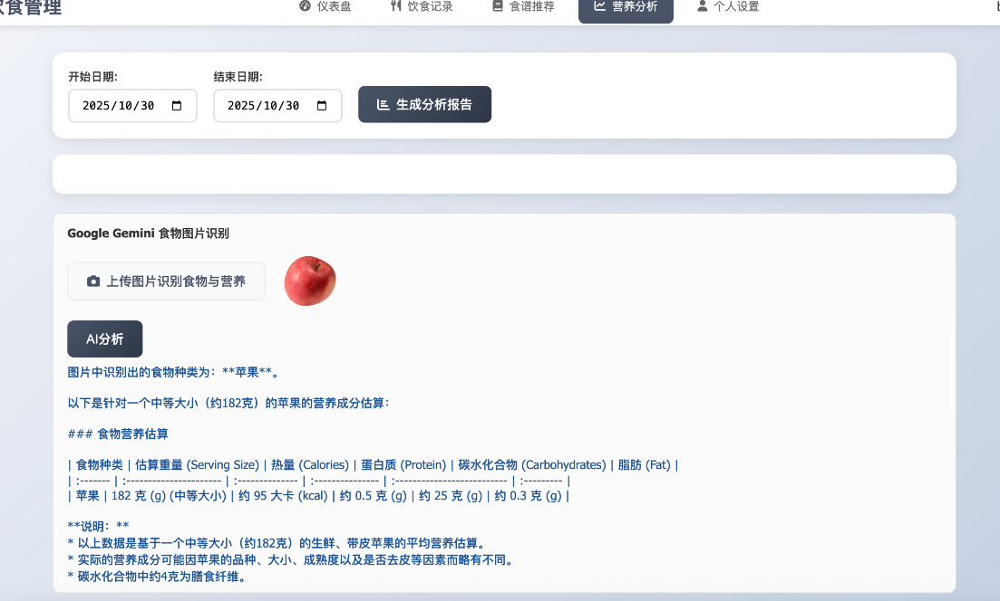 饮食管理
仪表盘
饮食记录
食谱推荐
营养分析
个人设置
开始日期:
结束日期:
2025/10/30
2025/10/30
生成分析报告
Google Gemini 食物图片识别
上传图片识别食物与营养
AI分析
图片中识别出的食物种类为：**苹果**。
以下是针对一个中等大小（约182克）的苹果的营养成分估算：
### 食物营养估算
| 食物种类 | 估算重量 (Serving Size) | 热量 (Calories) | 蛋白质 (Protein) | 碳水化合物 (Carbohydrates) | 脂肪 (Fat) |
| :------- | :---------------------- | :-------------- | :--------------- | :-------------------------- | :--------- |
| 苹果 | 182 克 (g) (中等大小) | 约 95 大卡 (kcal) | 约 0.5 克 (g) | 约 25 克 (g) | 约 0.3 克 (g) |
**说明：**
* 以上数据是基于一个中等大小（约182克）的生鲜、带皮苹果的平均营养估算。
* 实际的营养成分可能因苹果的品种、大小、成熟度以及是否去皮等因素而略有不同。
* 碳水化合物中约4克为膳食纤维。